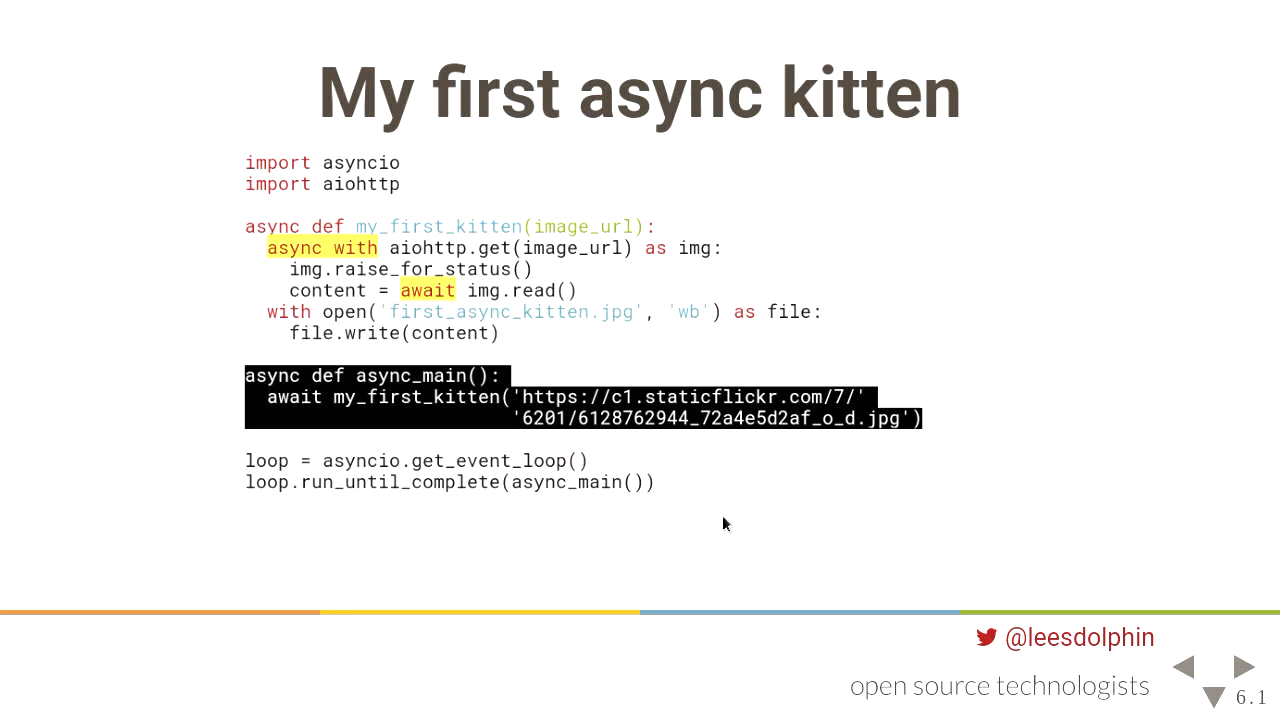 My first async kitten
import asyncio
import aiohttp
async def my_first_kitten(image_url):
  async with aiohttp.get(image_url) as img:
    img.raise_for_status()
    content = await img.read()
  with open('first_async_kitten.jpg', 'wb') as file:
    file.write(content)
async def async_main():
  await my_first_kitten('https://c1.staticflickr.com/7/'
                        '6201/6128762944_72a4e5d2af_o_d.jpg')
loop = asyncio.get_event_loop()
loop.run_until_complete(async_main())
@leesdolphin
open source technologists
6.1